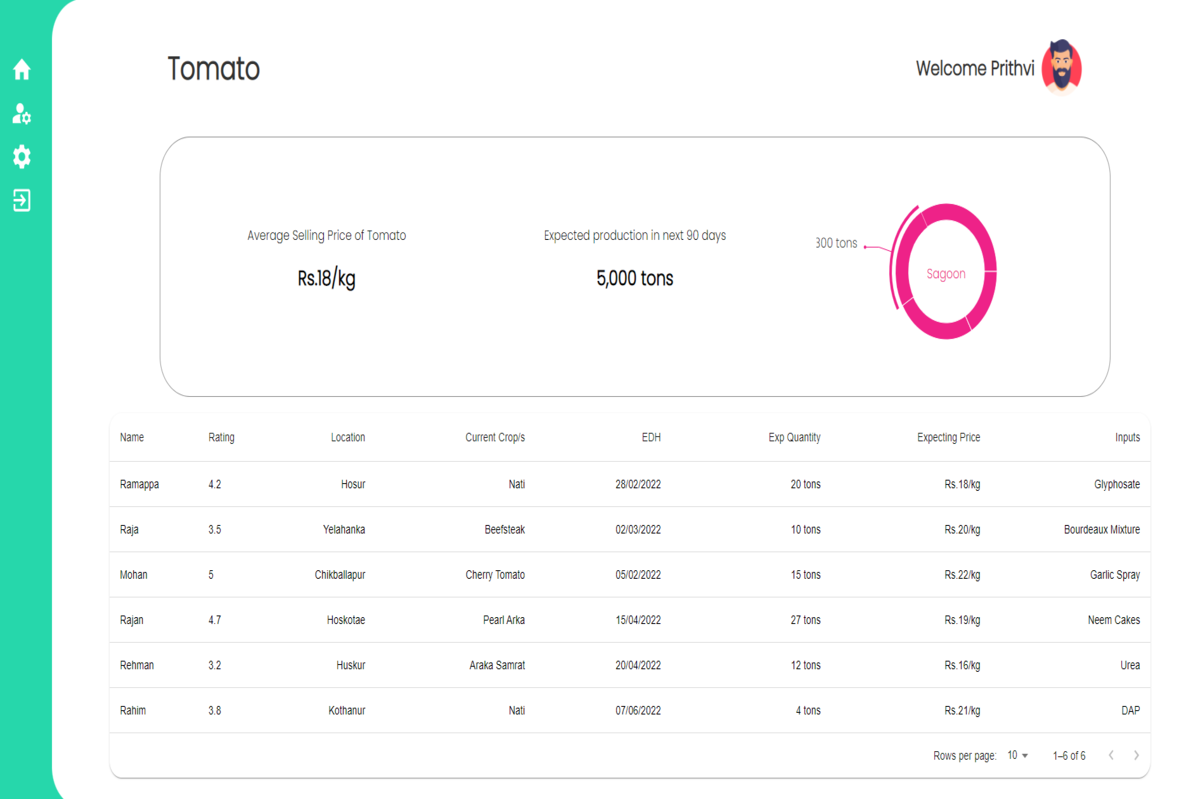 Tomato
Welcome Prithvi
Average Selling Price of Tomato
Rs.18/kg
Expected production in next 90 days
5,000 tons
300 tons
Sagoon
Name Rating Location Current Crop/s EDH Exp Quantity Expecting Price Inputs
Ramappa 4.2 Hosur Nati 28/02/2022 20 tons Rs.18/kg Glyphosate
Raja 3.5 Yelahanka Beefsteak 02/03/2022 10 tons Rs.20/kg Bourdeaux Mixture
Mohan 5 Chikballapur Cherry Tomato 05/02/2022 15 tons Rs.22/kg Garlic Spray
Rajan 4.7 Hoskotae Pearl Arka 15/04/2022 27 tons Rs.19/kg Neem Cakes
Rehman 3.2 Huskur Araka Samrat 20/04/2022 12 tons Rs.16/kg Urea
Rahim 3.8 Kothanur Nati 07/06/2022 4 tons Rs.21/kg DAP
Rows per page: 10 1–6 of 6